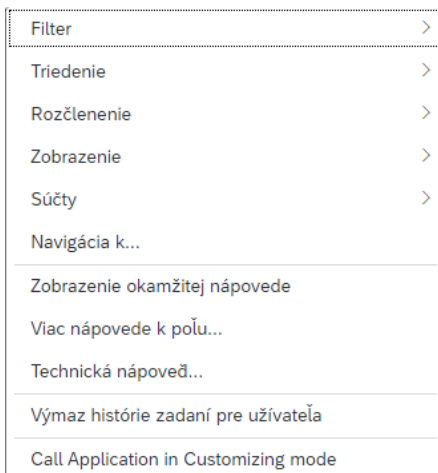 Filter
Triedenie
Rozčlenenie
Zobrazenie
Súčty
Navigácia k...
Zobrazenie okamžitej nápovede
Viac nápovede k poľu...
Technická nápoveď...
Výmaz histórie zadaní pre užívateľa
Call Application in Customizing mode